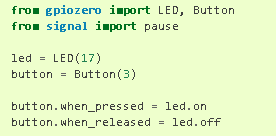 from gpiozero import LED, Button
from signal import pause
led = LED(17)
button = Button(3)
button.when_pressed = led.on
button.when_released = led.off